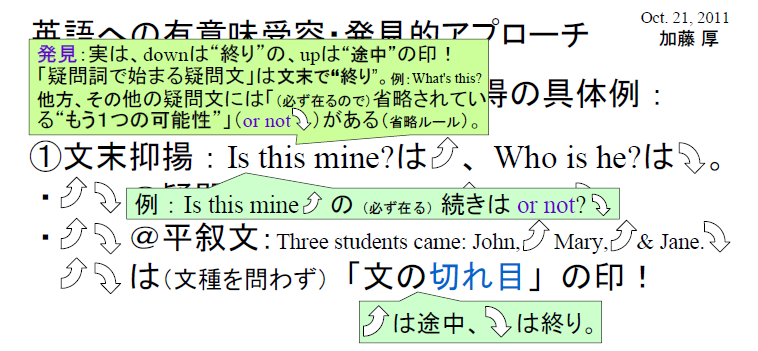 Oct. 21, 2011
英語への有意味受容・発見的アプローチ
加藤 厚
発見：実は、downは“終り”の、upは“途中”の印！
「疑問詞で始まる疑問文」は文末で“終り”。例：What's this?
他方、その他の疑問文には「（必ず在るので）省略されてい
る“もう１つの可能性”」（or not⤵）がある（省略ルール）。
得の具体例：
①文末抑揚：Is this mine?は⤴、Who is he?は⤵。
・⤴⤵
例：Is this mine⤴の（必ず在る）続きは or not?⤵
・⤴⤵＠平叙文：Three students came: John,⤴ Mary,⤴& Jane.⤵
⤴⤵は（文種を問わず）「文の切れ目」の印！
⤴は途中、⤵は終り。